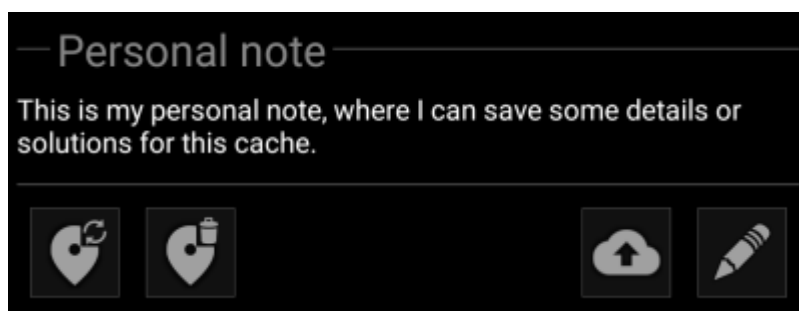 Personal note
This is my personal note, where I can save some details or
solutions for this cache.